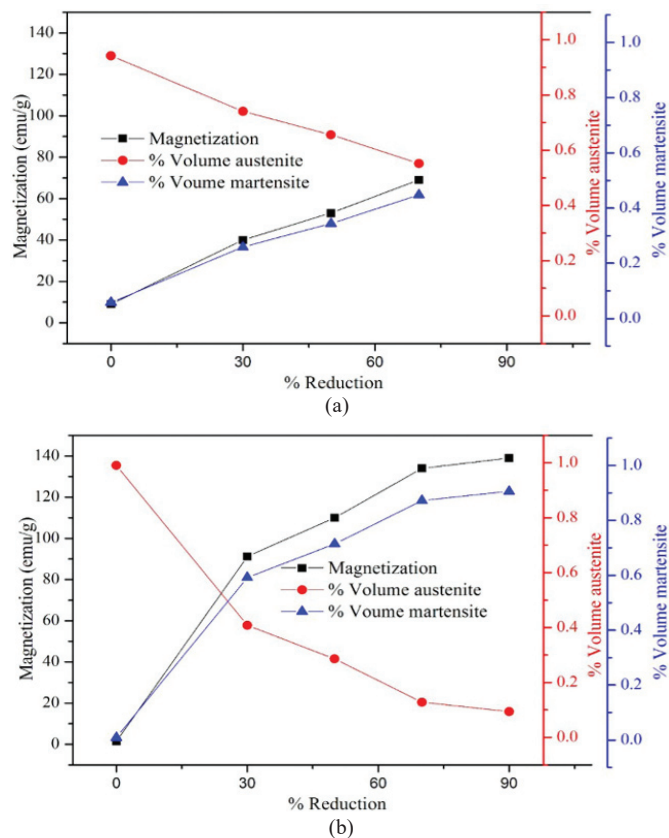 140
120
100
80
60
40
20
0
Magnetization (emu/g)
Magnetization
% Volume austenite
% Voume martensite
1.0
0.8
0.6
0.4
0.2
0.0
% Volume austenite
1.0
0.8
0.6
0.4
0.2
0.0
% Volume martensite
0 30 60 90
% Reduction
(a)
140
120
100
80
60
40
20
0
Magnetization (emu/g)
Magnetization
% Volume austenite
% Voume martensite
1.0
0.8
0.6
0.4
0.2
0.0
% Volume austenite
1.0
0.8
0.6
0.4
0.2
0.0
% Volume martensite
0 30 60 90
% Reduction
(b)